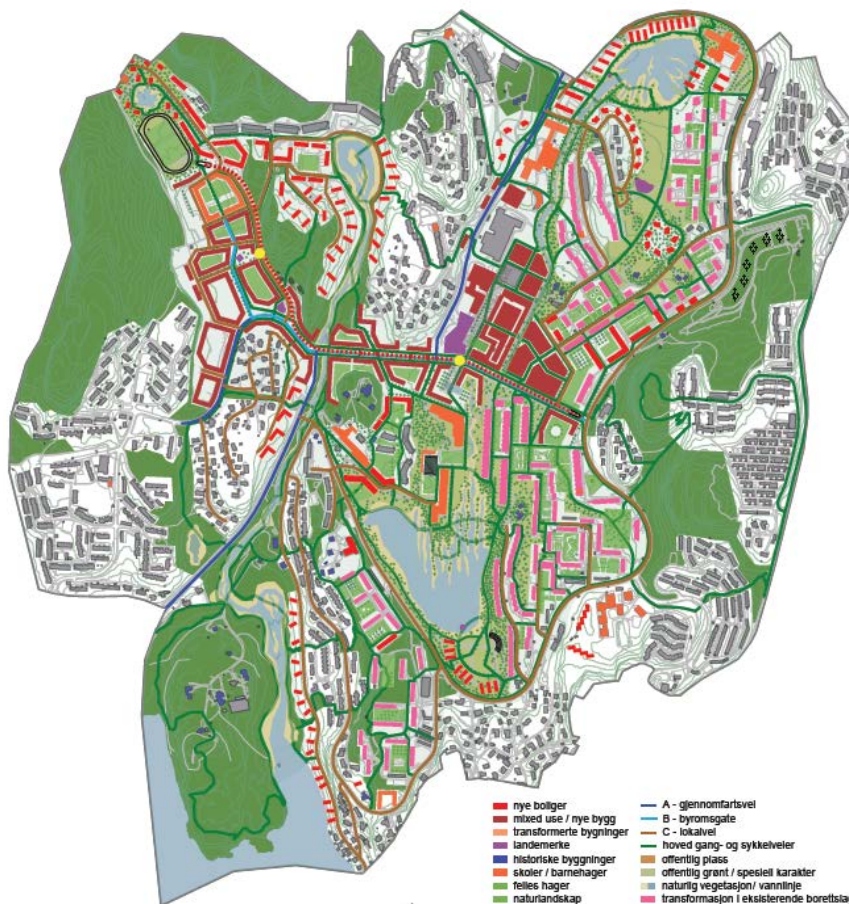 nye boliger
mixed use / nye bygg
transformerte bygninger
landemerke
historiske byggninger
skoler / barnehager
felles hager
naturlandskap
A - gjennomfartsvei
B - byromsgate
C - lokalvei
hoved gang- og sykkelveier
offentlig plass
offentlig grønt / spesiell karakter
naturlig vegetasjon/ vannlinje
transformasjon i eksisterende borettslag